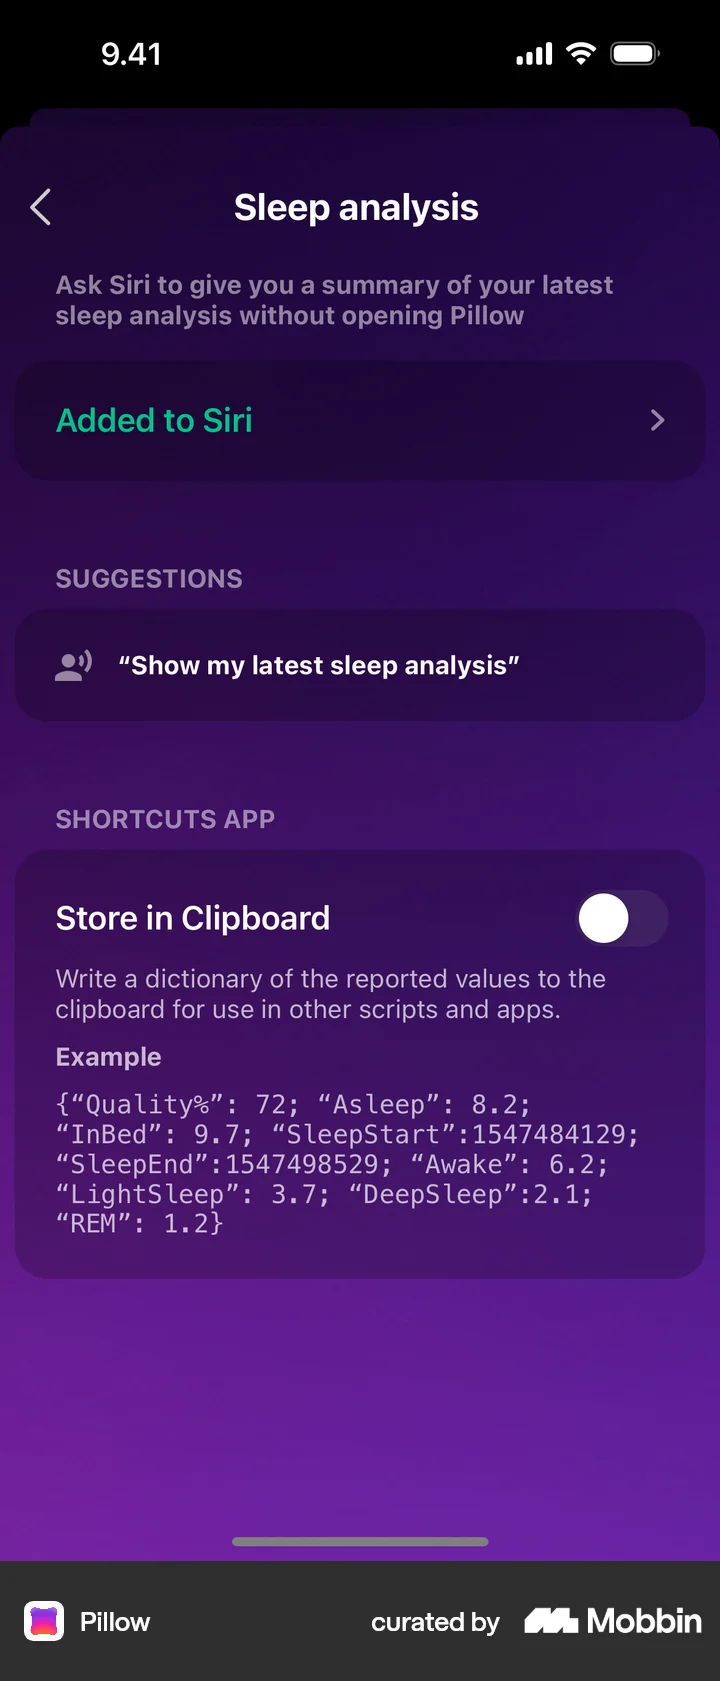 9.41
Sleep analysis
Ask Siri to give you a summary of your latest
sleep analysis without opening Pillow
Added to Siri
SUGGESTIONS
“Show my latest sleep analysis”
SHORTCUTS APP
Store in Clipboard
Write a dictionary of the reported values to the
clipboard for use in other scripts and apps.
Example
{“Quality%”: 72; “Asleep”: 8.2;
“InBed”: 9.7; “SleepStart”:1547484129;
“SleepEnd”:1547498529; “Awake”: 6.2;
“LightSleep”: 3.7; “DeepSleep”:2.1;
“REM”: 1.2}
Pillow
curated by Mobbin